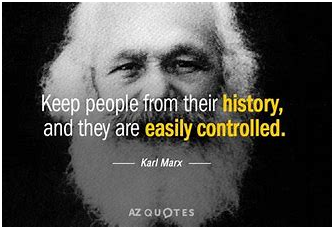 Keep people from their history,
and they are easily controlled.
Karl Marx
AZ QUOTES